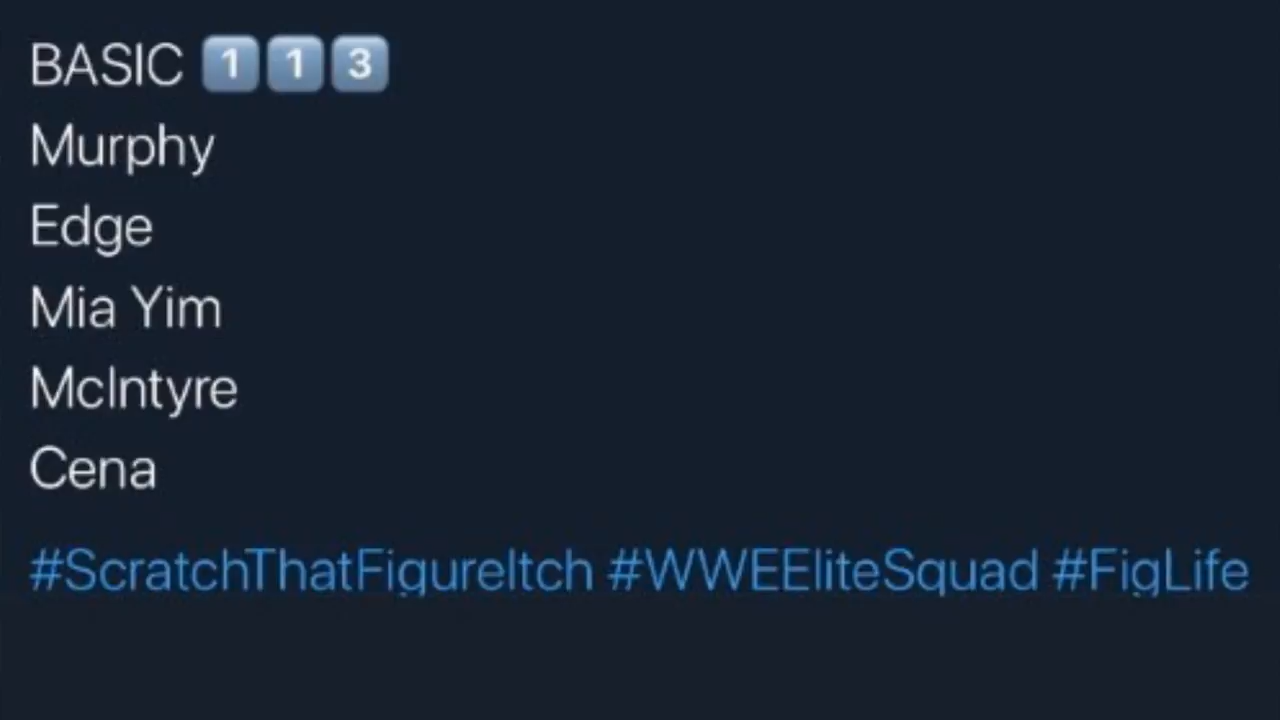 BASIC 1️⃣1️⃣3️⃣
Murphy
Edge
Mia Yim
McIntyre
Cena
#ScratchThatFigureItch #WWEEliteSquad #FigLife